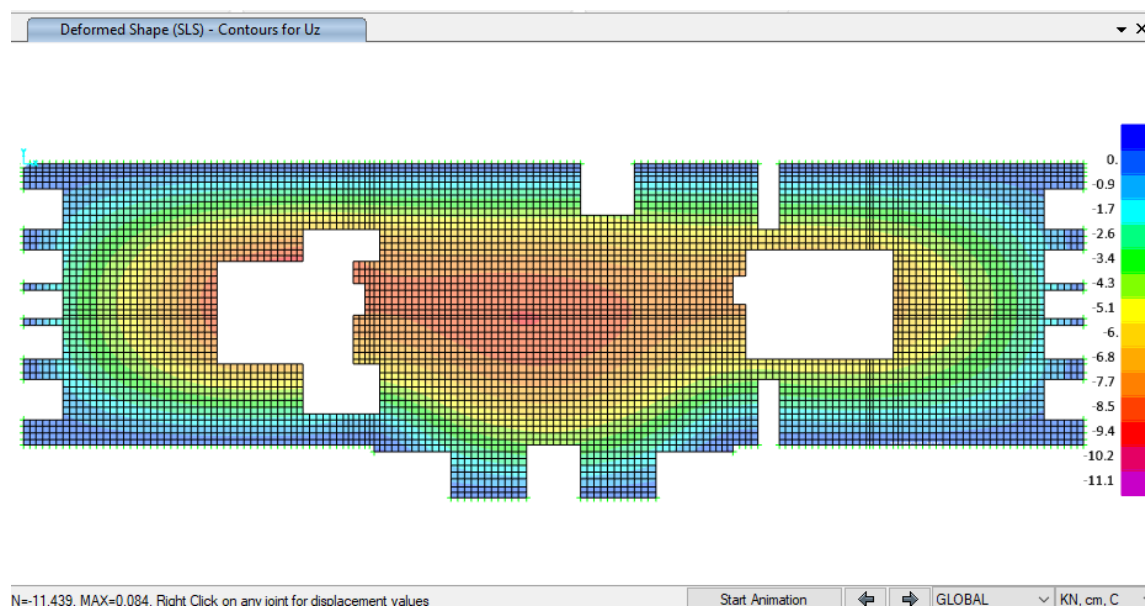 Deformed Shape (SLS) - Contours for Uz
Y
0.
-0.9
-1.7
-2.6
-3.4
-4.3
-5.1
-6.
-6.8
-7.7
-8.5
-9.4
-10.2
-11.1
N=-11.439, MAX=0.084, Right Click on any joint for displacement values
Start Animation
GLOBAL
KN, cm, C